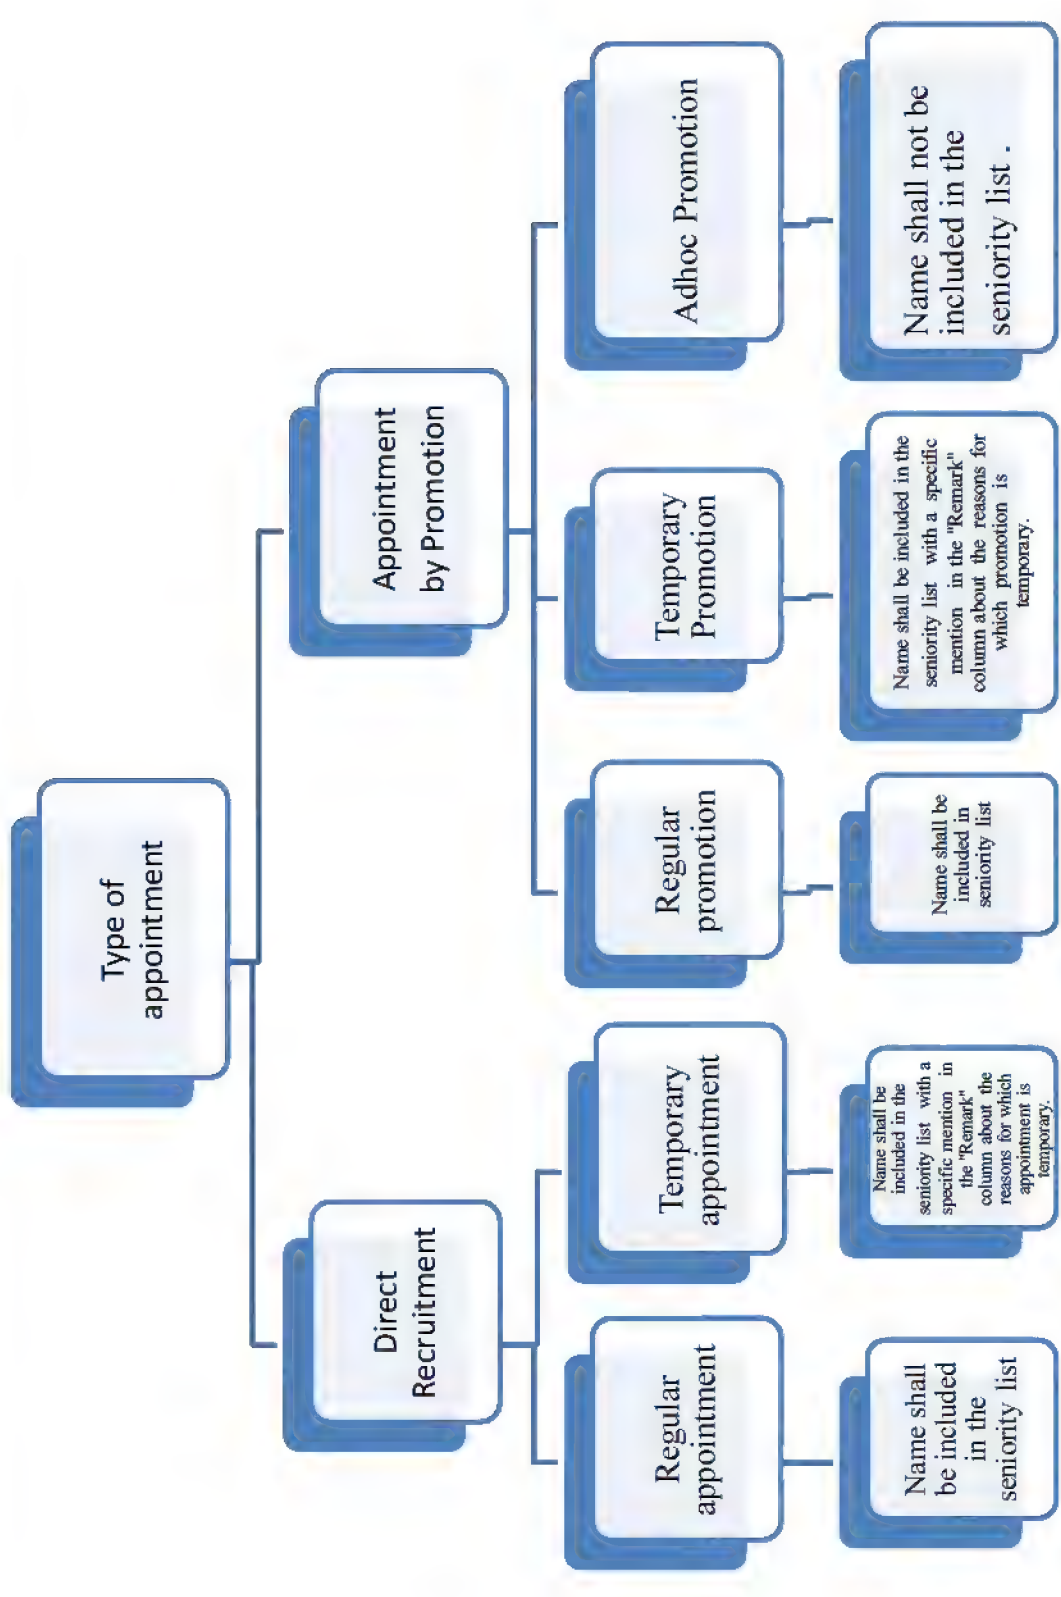 Type of
appointment
Direct
Recruitment
Appointment
by Promotion
Regular
appointment
Temporary
appointment
Regular
promotion
Temporary
Promotion
Adhoc Promotion
Name shall
be included
in the
seniority list
Name shall be
included in the
seniority list with a
specific mention in
the "Remark"
column about the
reasons for which
appointment is
temporary.
Name shall be
included in
seniority list
Name shall be included in the
seniority list with a specific
mention in the "Remark"
column about the reasons for
which promotion is
temporary.
Name shall not be
included in the
seniority list .